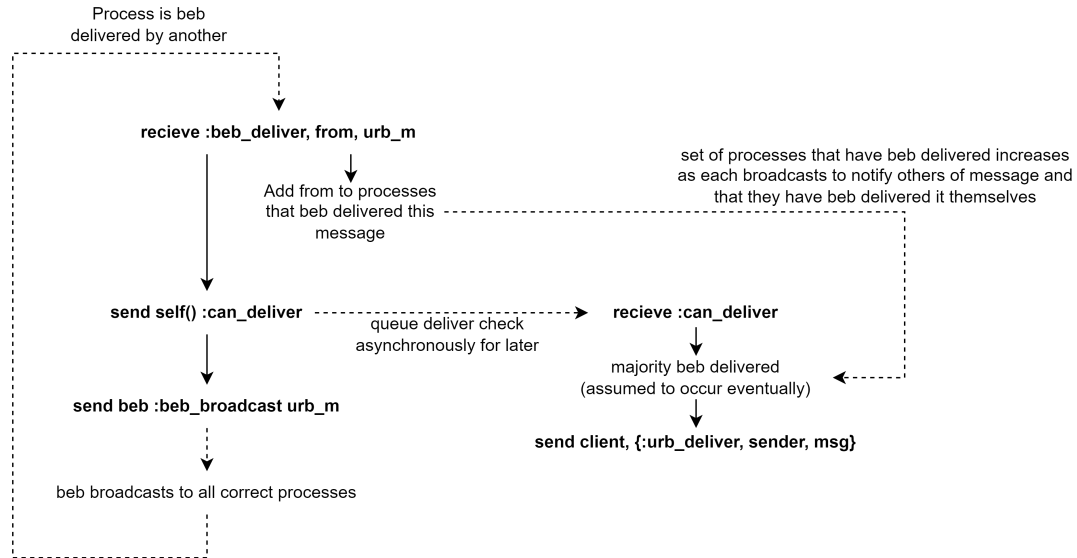 Process is beb
delivered by another
recieve :beb_deliver, from, urb_m
Add from to processes
that beb delivered this
message
set of processes that have beb delivered increases
as each broadcasts to notify others of message and
that they have beb delivered it themselves
send self() :can_deliver
queue deliver check
asynchronously for later
recieve :can_deliver
majority beb delivered
(assumed to occur eventually)
send beb :beb_broadcast urb_m
send client, {:urb_deliver, sender, msg}
beb broadcasts to all correct processes